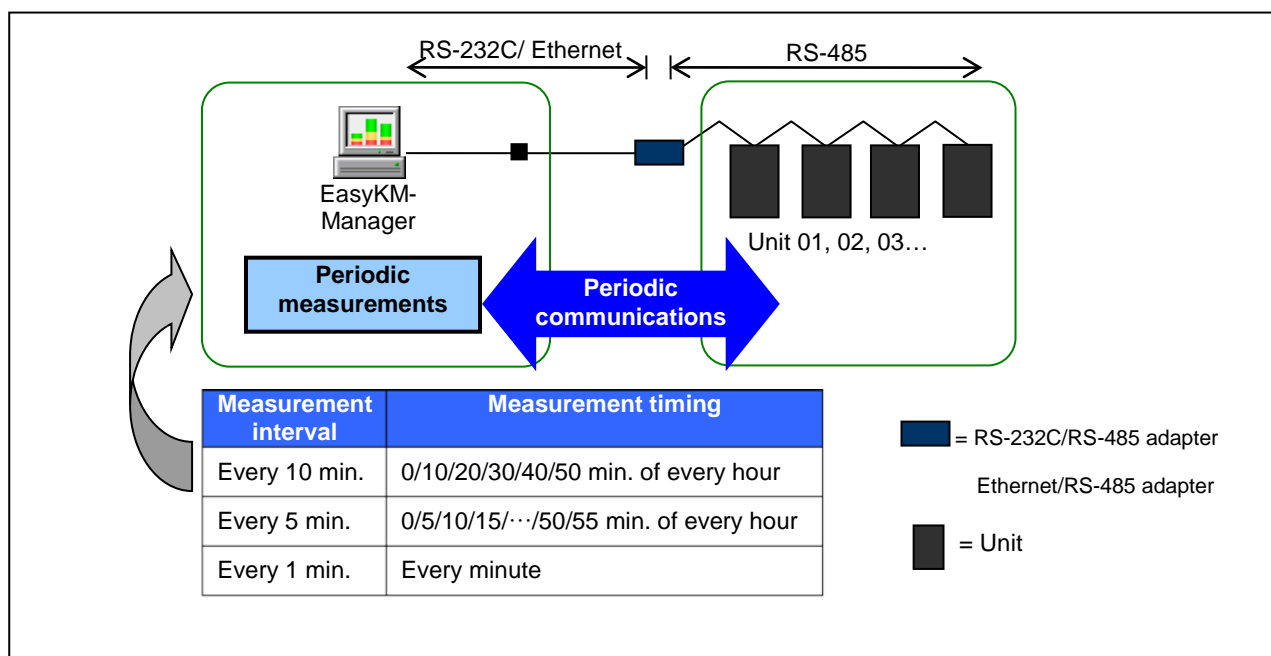 RS-232C/ Ethernet
RS-485
EasyKM-
Manager
Unit 01, 02, 03…
Periodic
measurements
Periodic
communications
Measurement
interval
Measurement timing
Every 10 min.
0/10/20/30/40/50 min. of every hour
Every 5 min.
0/5/10/15/⋯/50/55 min. of every hour
Every 1 min.
Every minute
= RS-232C/RS-485 adapter
Ethernet/RS-485 adapter
= Unit